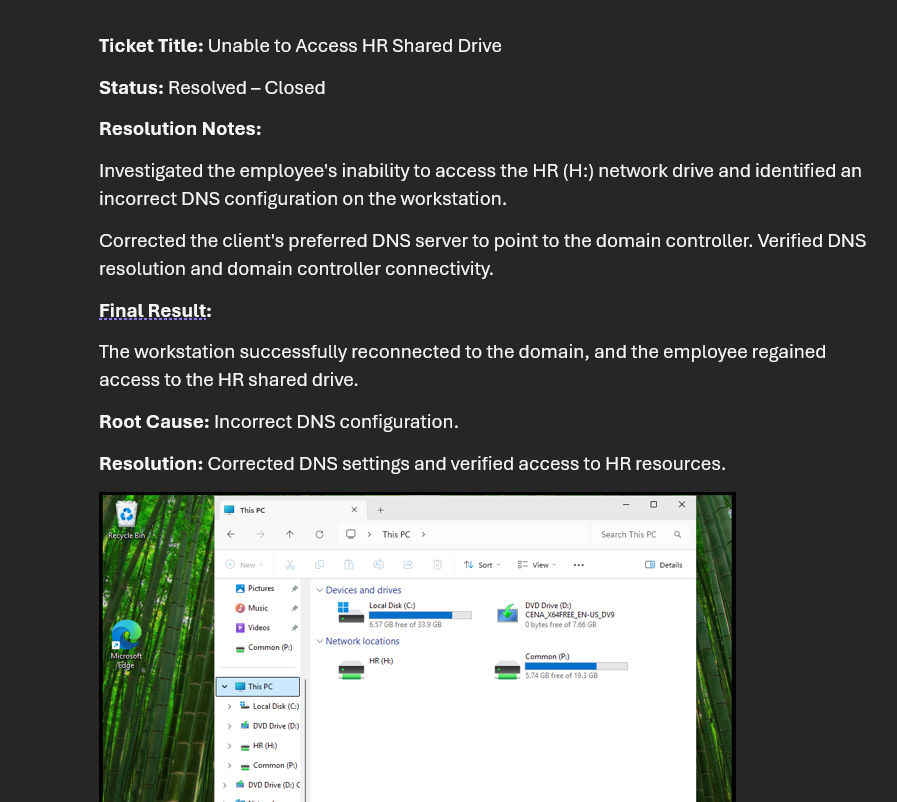 Ticket Title: Unable to Access HR Shared Drive
Status: Resolved – Closed
Resolution Notes:
Investigated the employee's inability to access the HR (H:) network drive and identified an
incorrect DNS configuration on the workstation.
Corrected the client's preferred DNS server to point to the domain controller. Verified DNS
resolution and domain controller connectivity.
Final Result:
The workstation successfully reconnected to the domain, and the employee regained
access to the HR shared drive.
Root Cause: Incorrect DNS configuration.
Resolution: Corrected DNS settings and verified access to HR resources.
Recycle Bin
This PC
This PC
Search This PC
New
Sort
View
Details
Pictures
Music
Videos
Common (P:)
This PC
Local Disk (C:)
DVD Drive (D:)
HR (H:)
Common (P:)
DVD Drive (D:) C
Microsoft
Edge
Devices and drives
Local Disk (C:)
6.57 GB free of 33.9 GB
DVD Drive (D:)
CENA_X64FREE_EN-US_DV9
0 bytes free of 7.66 GB
Network locations
HR (H:)
Common (P:)
5.74 GB free of 19.3 GB